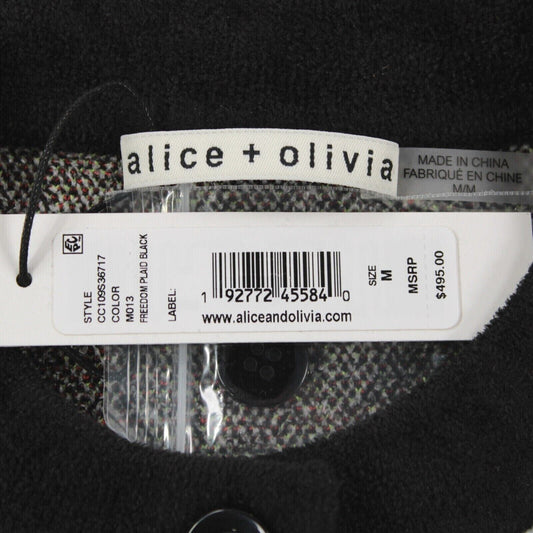 alice + olivia
MADE IN CHINA
FABRIQUÉ EN CHINE
M/M
STYLE
CC109S36717
COLOR
M013
FREEDOM PLAID BLACK
LABEL:
1 92772 45584 0
www.aliceandolivia.com
SIZE
M
MSRP
$495.00